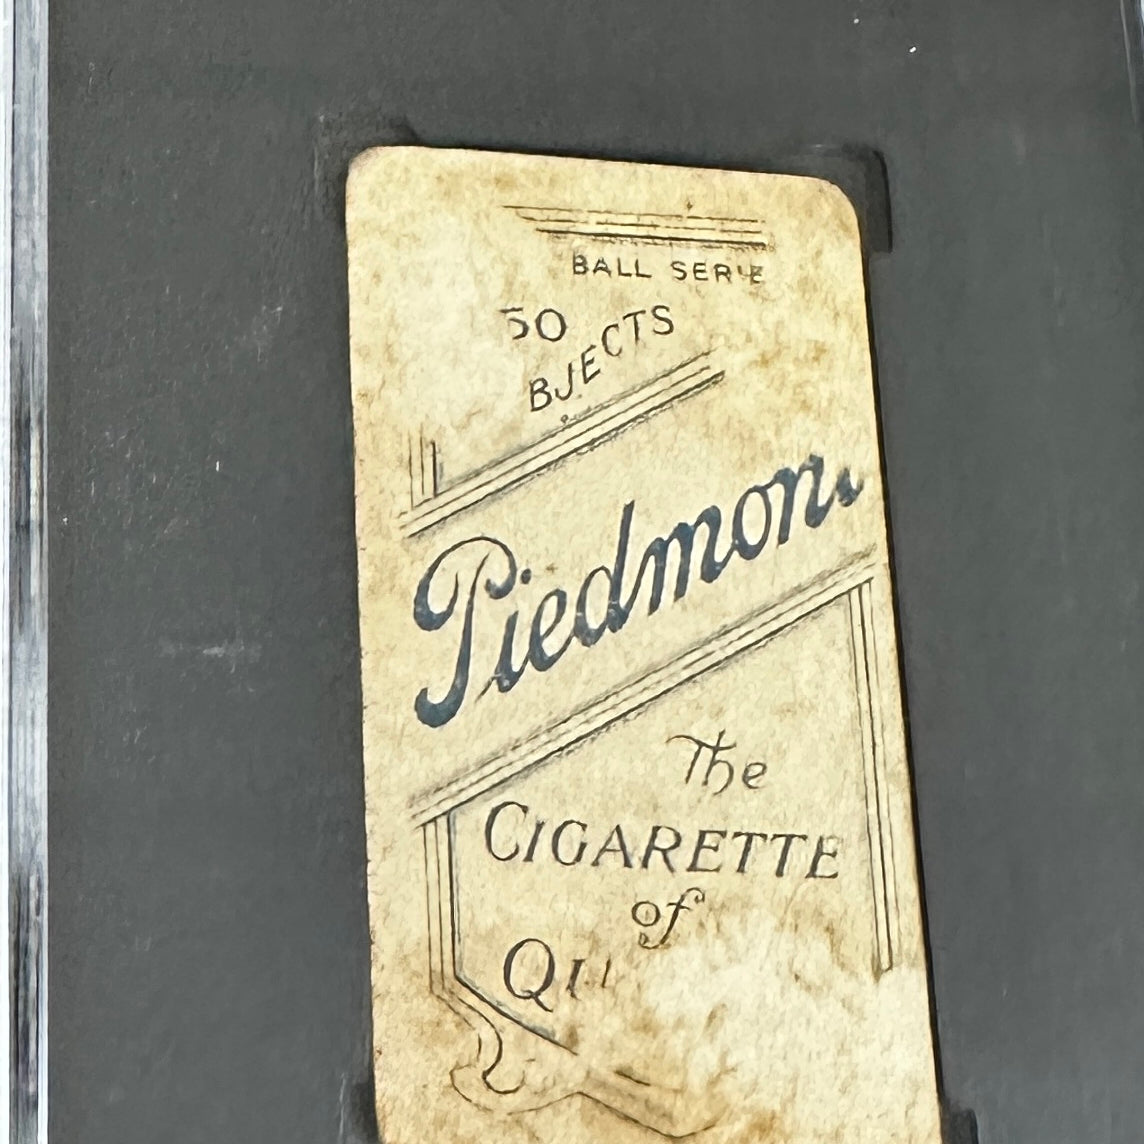 BALL SERIE
50
BJECTS
Piedmon
The
CIGARETTE
of